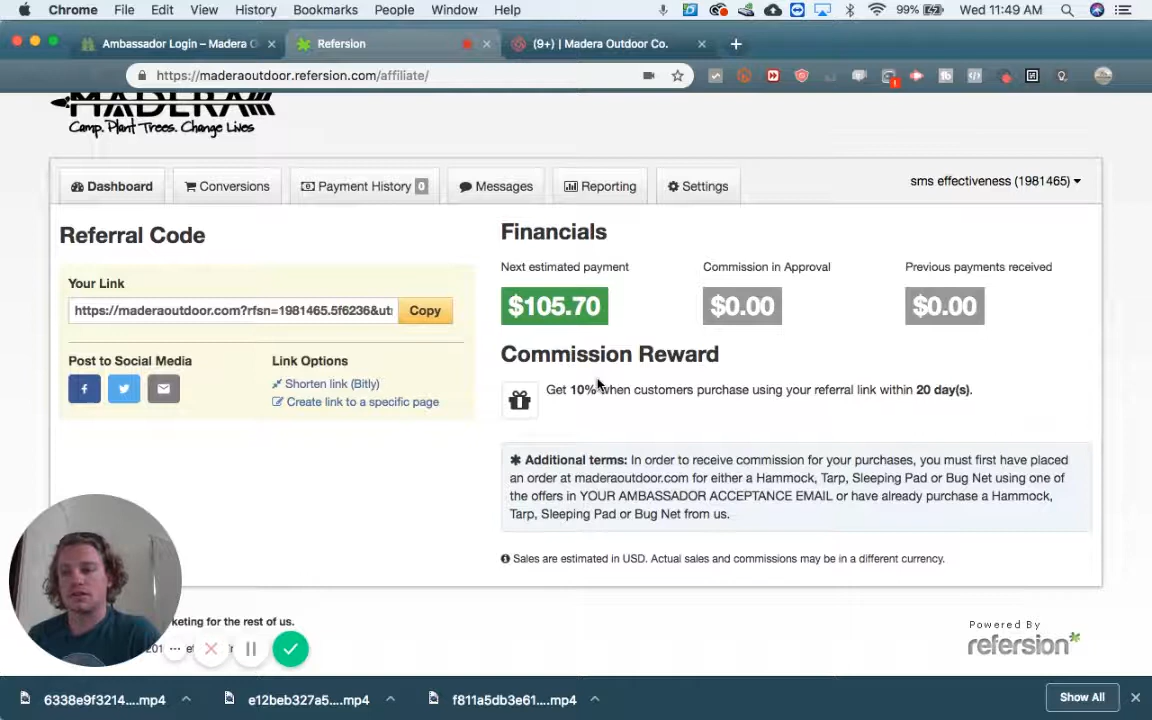 Chrome File Edit View History Bookmarks People Window Help 99% Wed 11:49 AM
Ambassador Login – Madera O
Refersion
(9+) | Madera Outdoor Co.
https://maderaoutdoor.refersion.com/affiliate/
1
MADERA
Camp. Plant Trees. Change Lives
Dashboard
Conversions
Payment History 0
Messages
Reporting
Settings
sms effectiveness (1981465)
Referral Code
Your Link
https://maderaoutdoor.com?rfsn=1981465.5f6236&ut
Copy
Post to Social Media
Link Options
Shorten link (Bitly)
Create link to a specific page
Financials
Next estimated payment
Commission in Approval
Previous payments received
$105.70
$0.00
$0.00
Commission Reward
Get 10% when customers purchase using your referral link within 20 day(s).
✱ Additional terms: In order to receive commission for your purchases, you must first have placed
an order at maderaoutdoor.com for either a Hammock, Tarp, Sleeping Pad or Bug Net using one of
the offers in YOUR AMBASSADOR ACCEPTANCE EMAIL or have already purchase a Hammock,
Tarp, Sleeping Pad or Bug Net from us.
Sales are estimated in USD. Actual sales and commissions may be in a different currency.
keting for the rest of us.
201
Powered By
refersion
6338e9f3214....mp4
e12beb327a5....mp4
f811a5db3e61....mp4
Show All